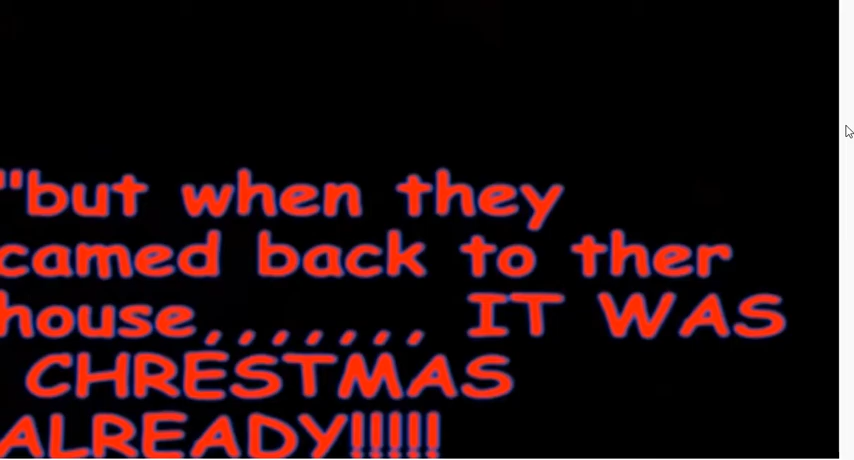 "but when they
camed back to ther
house,,,,,,, IT WAS
CHRESTMAS
ALREADY!!!!!